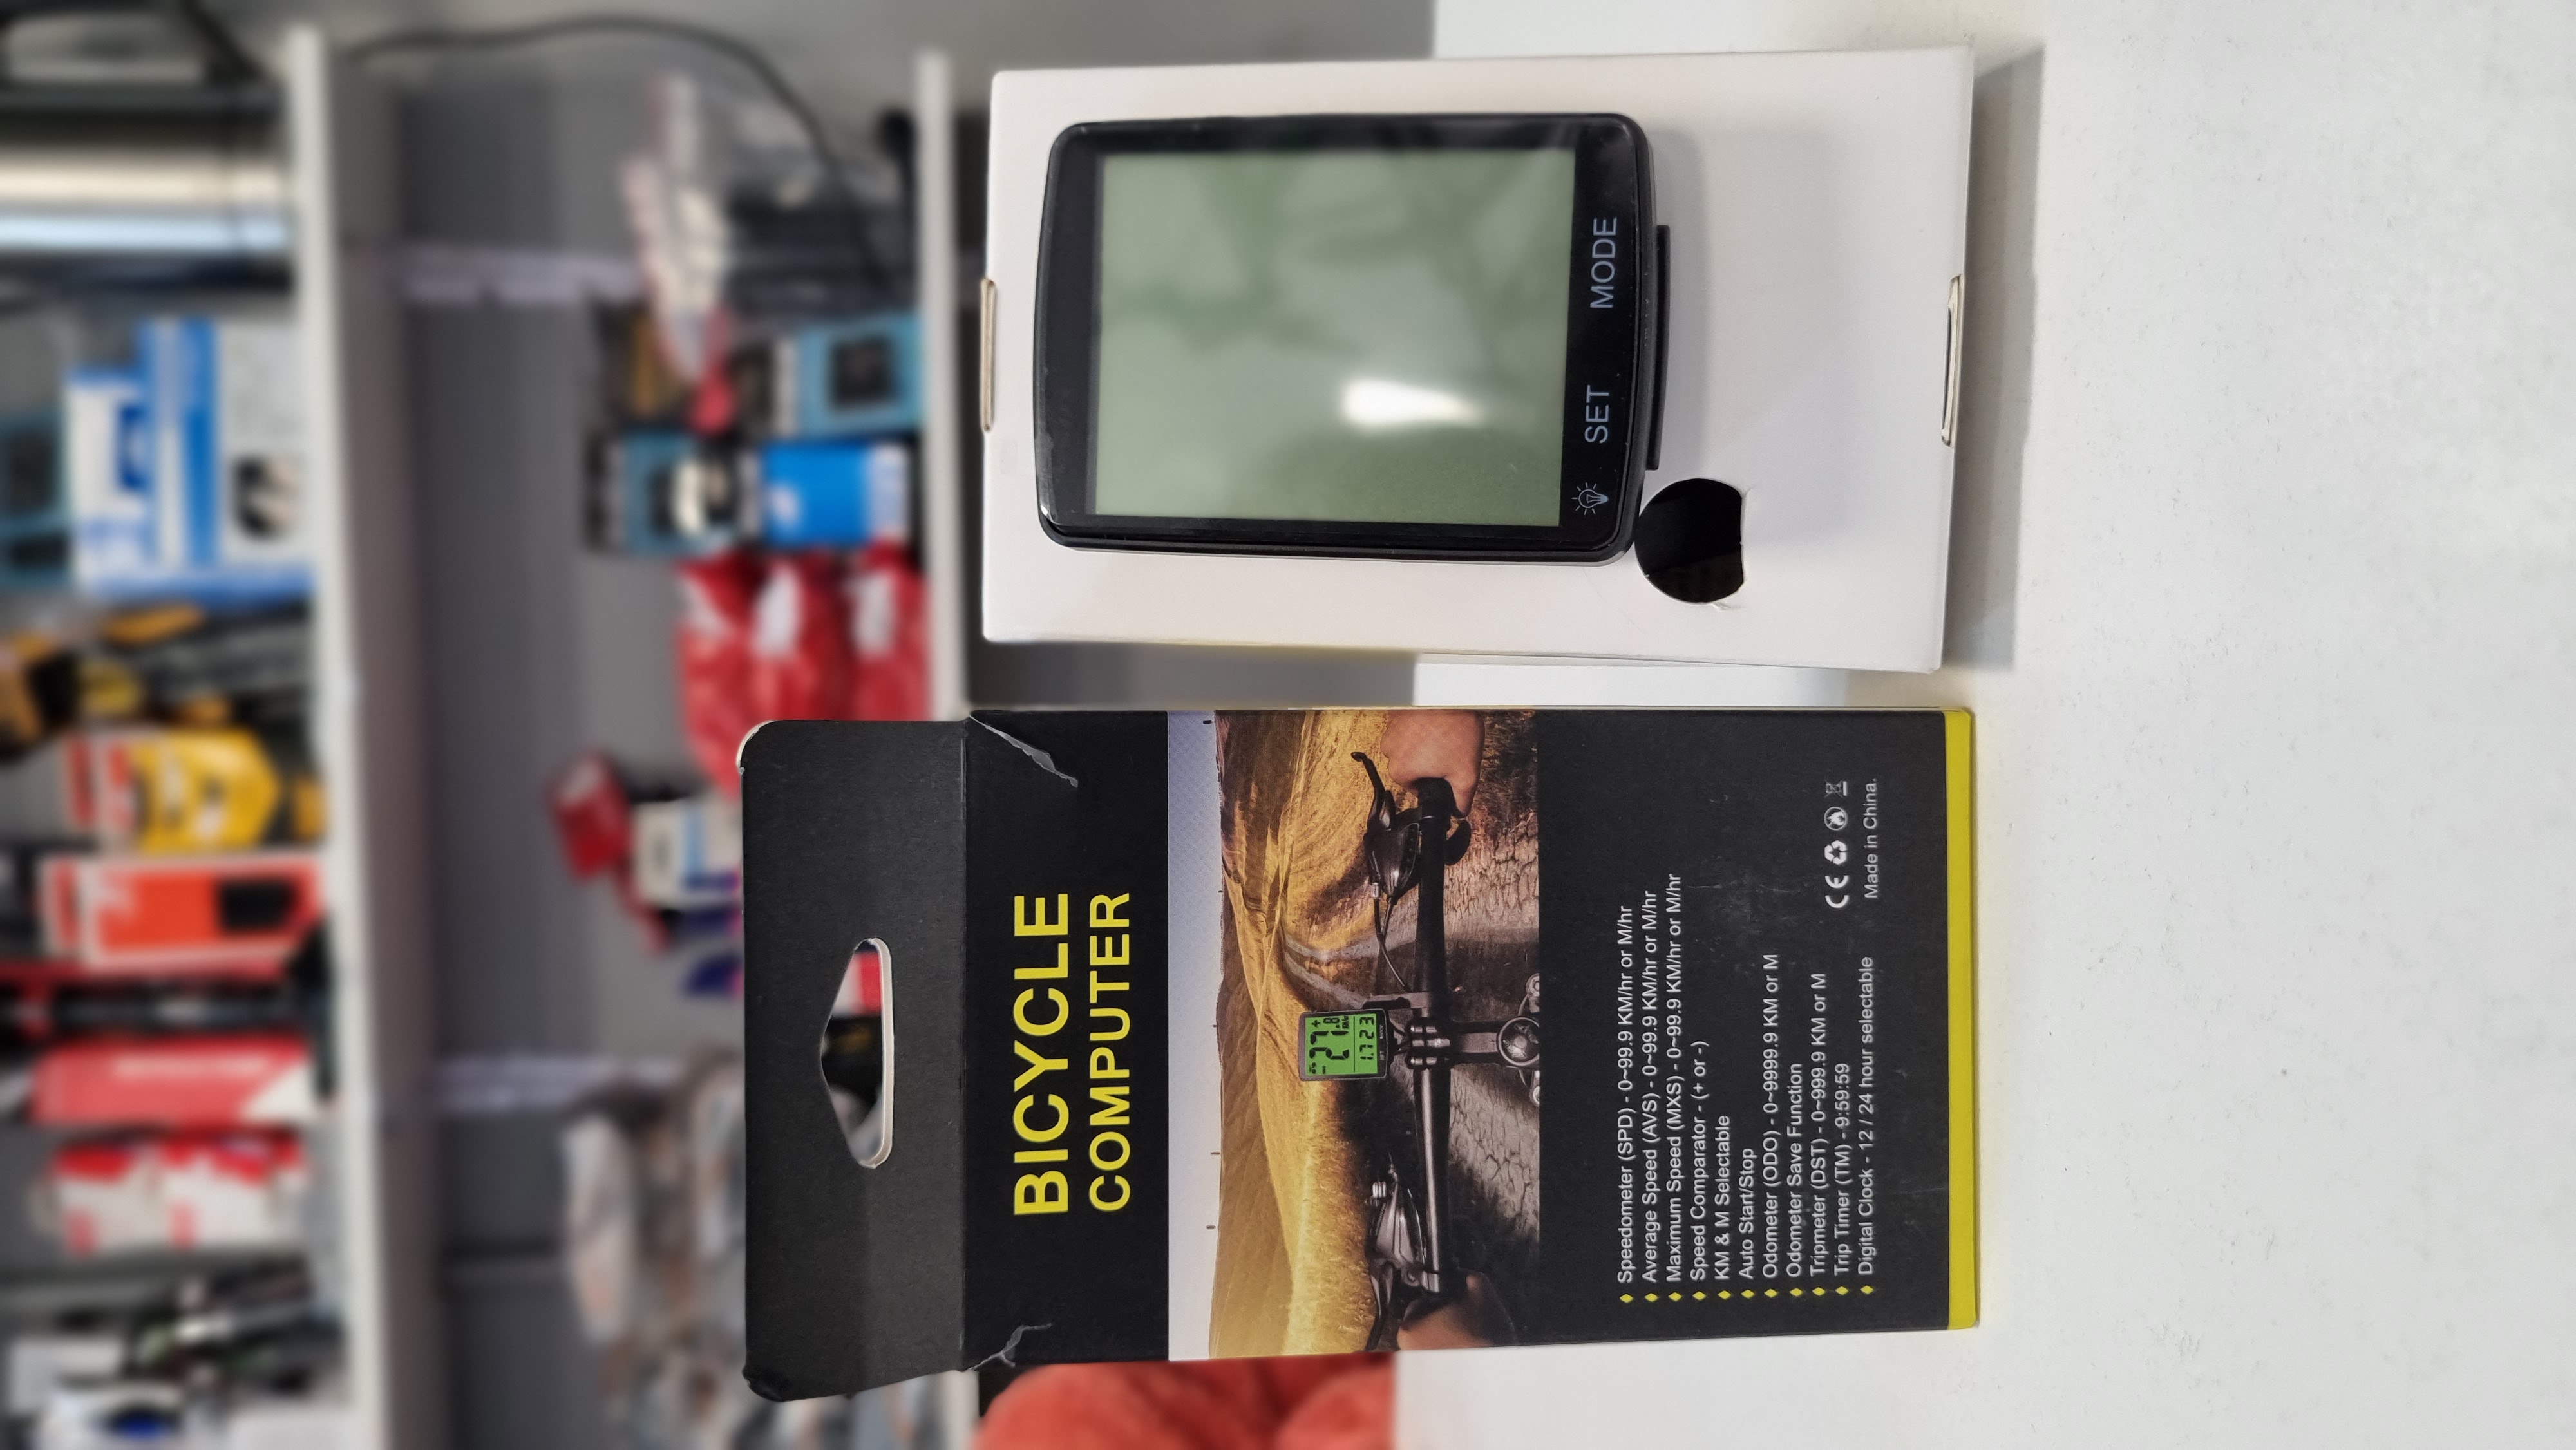 BICYCLE
COMPUTER
Speedometer (SPD) - 0~99.9 KM/hr or M/hr
Average Speed (AVS) - 0~99.9 KM/hr or M/hr
Maximum Speed (MXS) - 0~99.9 KM/hr or M/hr
Speed Comparator - (+ or -)
KM & M Selectable
Auto Start/Stop
Odometer (ODO) - 0~9999.9 KM or M
Odometer Save Function
Tripmeter (DST) - 0~999.9 KM or M
Trip Timer (TM) - 9:59:59
Digital Clock - 12 / 24 hour selectable
CE
Made in China.
SET MODE